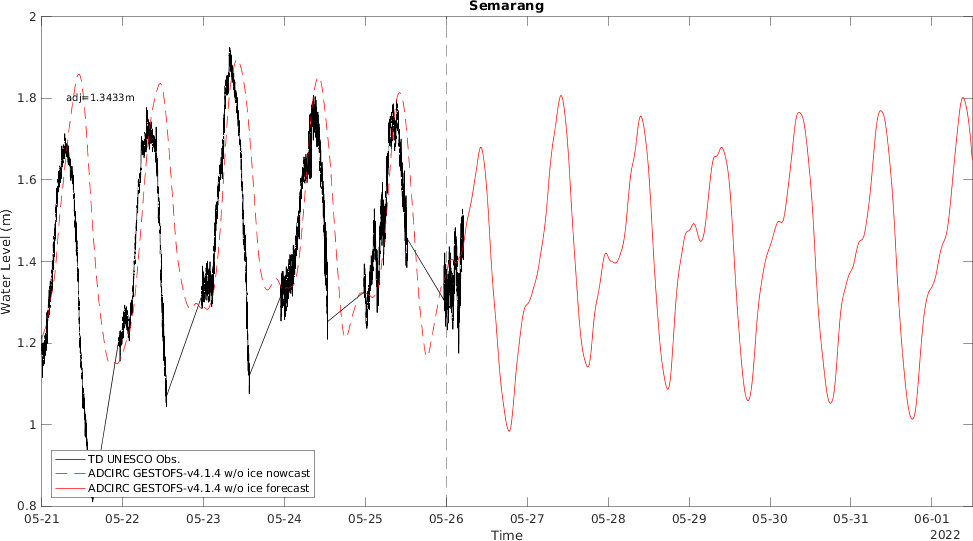 Semarang
2
1.8
1.6
1.4
1.2
1
0.8
Water Level (m)
adj=1.3433m
TD UNESCO Obs.
ADCIRC GESTOFS-v4.1.4 w/o ice nowcast
ADCIRC GESTOFS-v4.1.4 w/o ice forecast
05-21 05-22 05-23 05-24 05-25 05-26 05-27 05-28 05-29 05-30 05-31 06-01
Time
2022